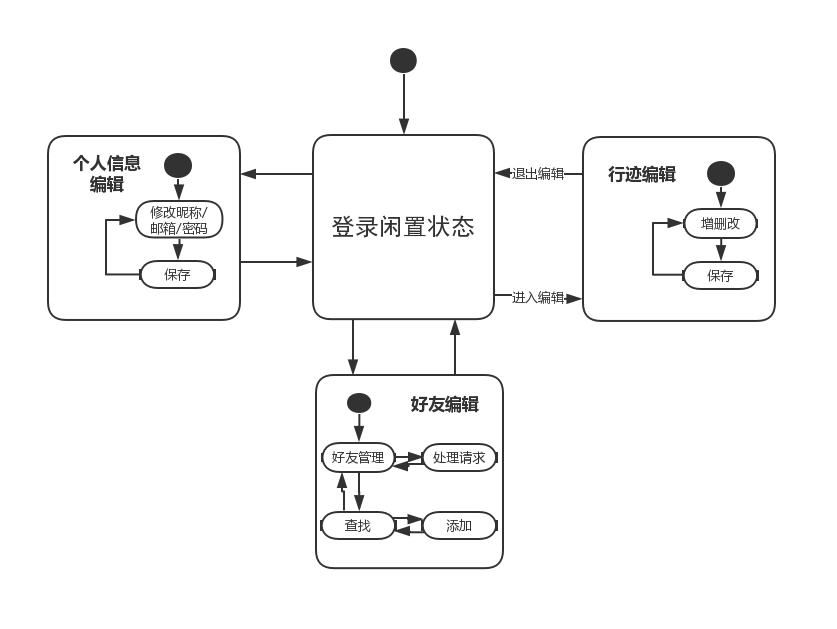 个人信息
编辑
修改昵称/
邮箱/密码
保存
登录闲置状态
退出编辑
进入编辑
行迹编辑
增删改
保存
好友编辑
好友管理
处理请求
查找
添加